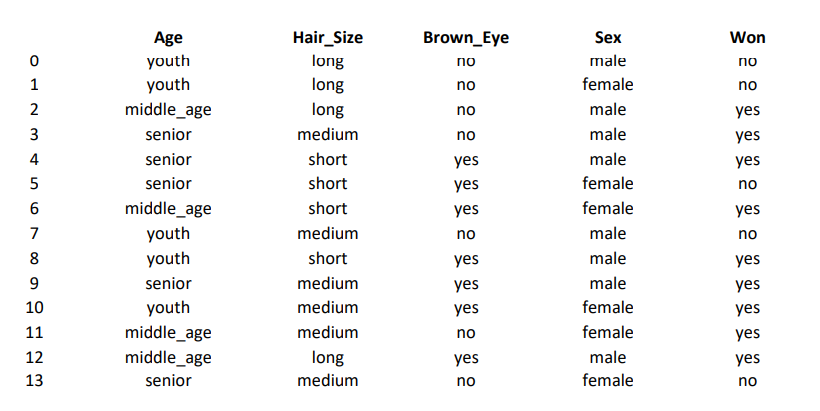 Age Hair_Size Brown_Eye Sex Won
0 youth long no male no
1 youth long no female no
2 middle_age long no male yes
3 senior medium no male yes
4 senior short yes male yes
5 senior short yes female no
6 middle_age short yes female yes
7 youth medium no male no
8 youth short yes male yes
9 senior medium yes male yes
10 youth medium yes female yes
11 middle_age medium no female yes
12 middle_age long yes male yes
13 senior medium no female no